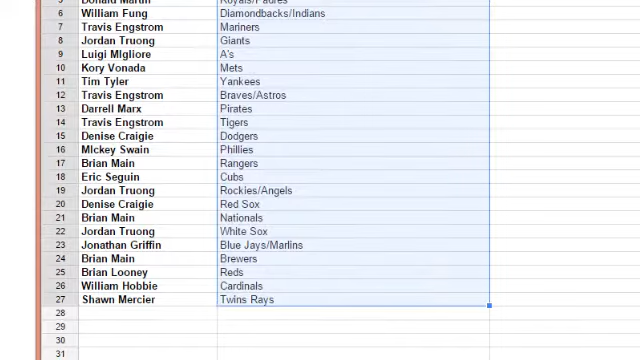 5 Donald Martin Royals/Padres
6 William Fung Diamondbacks/Indians
7 Travis Engstrom Mariners
8 Jordan Truong Giants
9 Luigi MIgliore A's
10 Kory Vonada Mets
11 Tim Tyler Yankees
12 Travis Engstrom Braves/Astros
13 Darrell Marx Pirates
14 Travis Engstrom Tigers
15 Denise Craigie Dodgers
16 MIckey Swain Phillies
17 Brian Main Rangers
18 Eric Seguin Cubs
19 Jordan Truong Rockies/Angels
20 Denise Craigie Red Sox
21 Brian Main Nationals
22 Jordan Truong White Sox
23 Jonathan Griffin Blue Jays/Marlins
24 Brian Main Brewers
25 Brian Looney Reds
26 William Hobbie Cardinals
27 Shawn Mercier Twins Rays
28
29
30
31